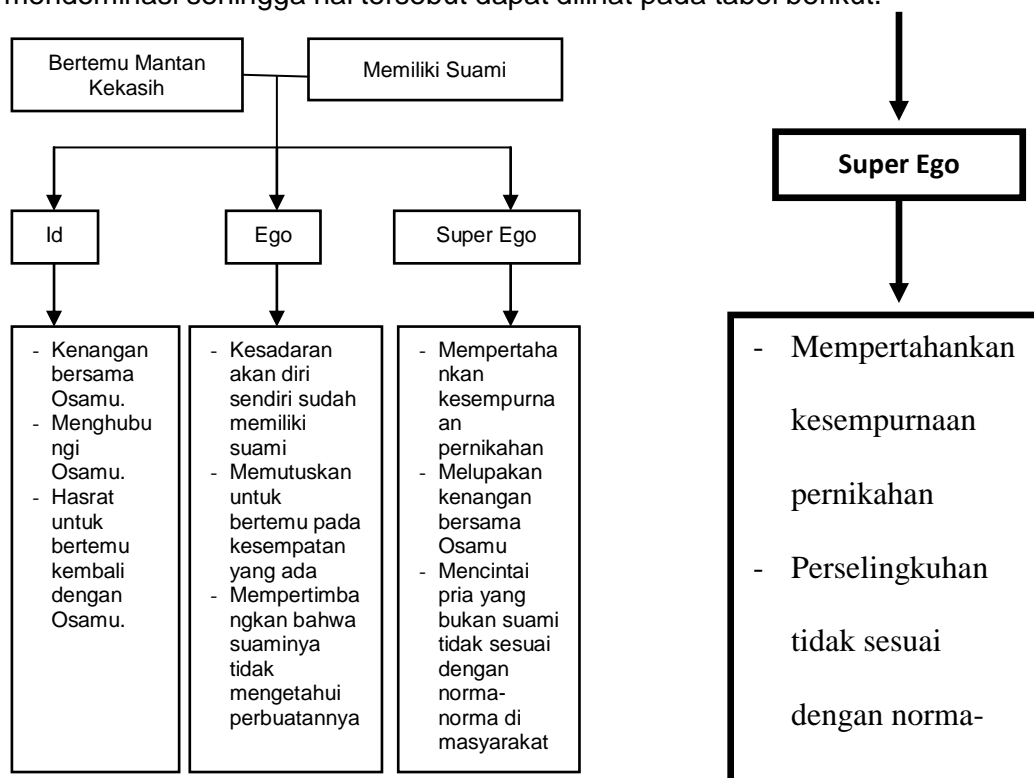 mendominasi sehingga hal tersebut dapat dilihat pada tabel berikut:
Bertemu Mantan
Kekasih
Memiliki Suami
Id
Ego
Super Ego
- Kenangan
bersama
Osamu.
- Menghubu
ngi
Osamu.
- Hasrat
untuk
bertemu
kembali
dengan
Osamu.
- Kesadaran
akan diri
sendiri sudah
memiliki
suami
- Memutuskan
untuk
bertemu pada
kesempatan
yang ada
- Mempertimba
ngkan bahwa
suaminya
tidak
mengetahui
perbuatannya
- Mempertaha
nkan
kesempurna
an
pernikahan
- Melupakan
kenangan
bersama
Osamu
- Mencintai
pria yang
bukan suami
tidak sesuai
dengan
norma-
norma di
masyarakat
Super Ego
- Mempertahankan
kesempurnaan
pernikahan
- Perselingkuhan
tidak sesuai
dengan norma-